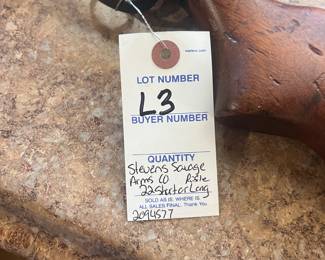 LOT NUMBER
L3
BUYER NUMBER
QUANTITY
Stevens Savage
Arms CO
22 Short or Long
SOLD AS IS. WHERE IS.
ALL SALES FINAL. Thank You
2094577